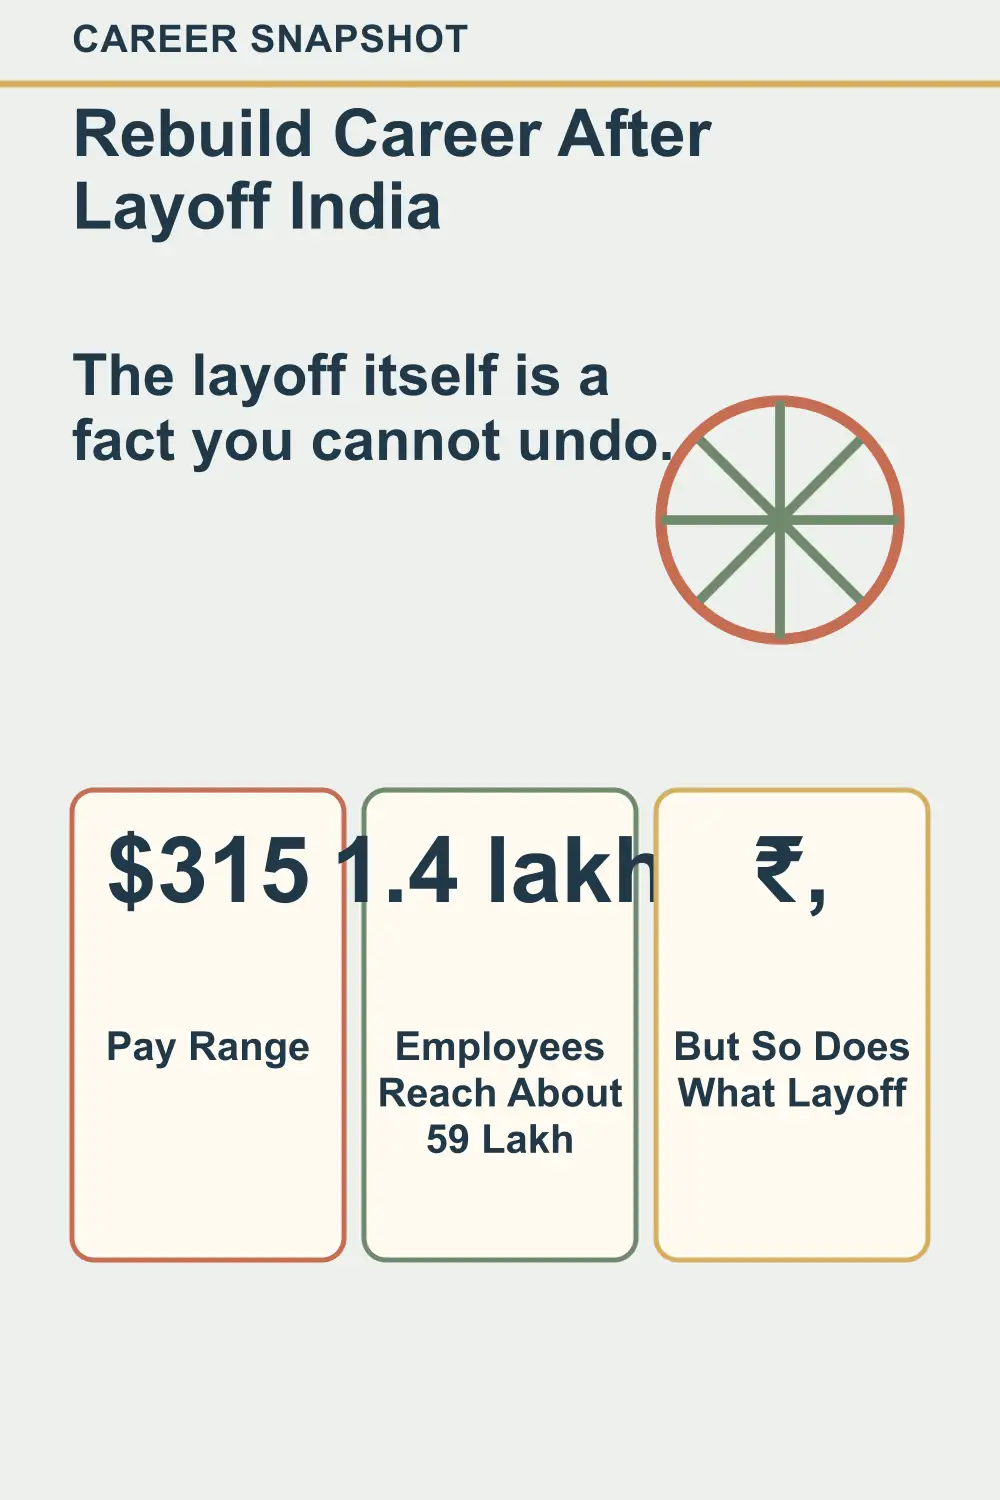 CAREER SNAPSHOT
Rebuild Career After
Layoff India
The layoff itself is a
fact you cannot undo.
$315
Pay Range
1.4 lakh
Employees
Reach About
59 Lakh
₹,
But So Does
What Layoff